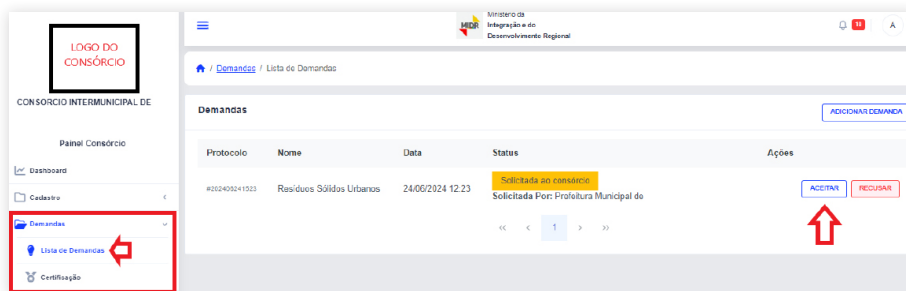 LOGO DO
CONSÓRCIO
CONSORCIO INTERMUNICIPAL DE
Painel Consórcio
Dashboard
Cadastro
Demandas
Lista de Demandas
Certificação
MIDR
Ministério da
Integração e do
Desenvolvimento Regional
A
/ Demandas / Lista de Demandas
Demandas
ADICIONAR DEMANDA
Protocolo Nome Data Status Ações
#202406241523 Resíduos Sólidos Urbanos 24/06/2024 12:23 Solicitada ao consórcio
Solicitada Por: Prefeitura Municipal de
ACEITAR RECUSAR
<< < 1 > >>